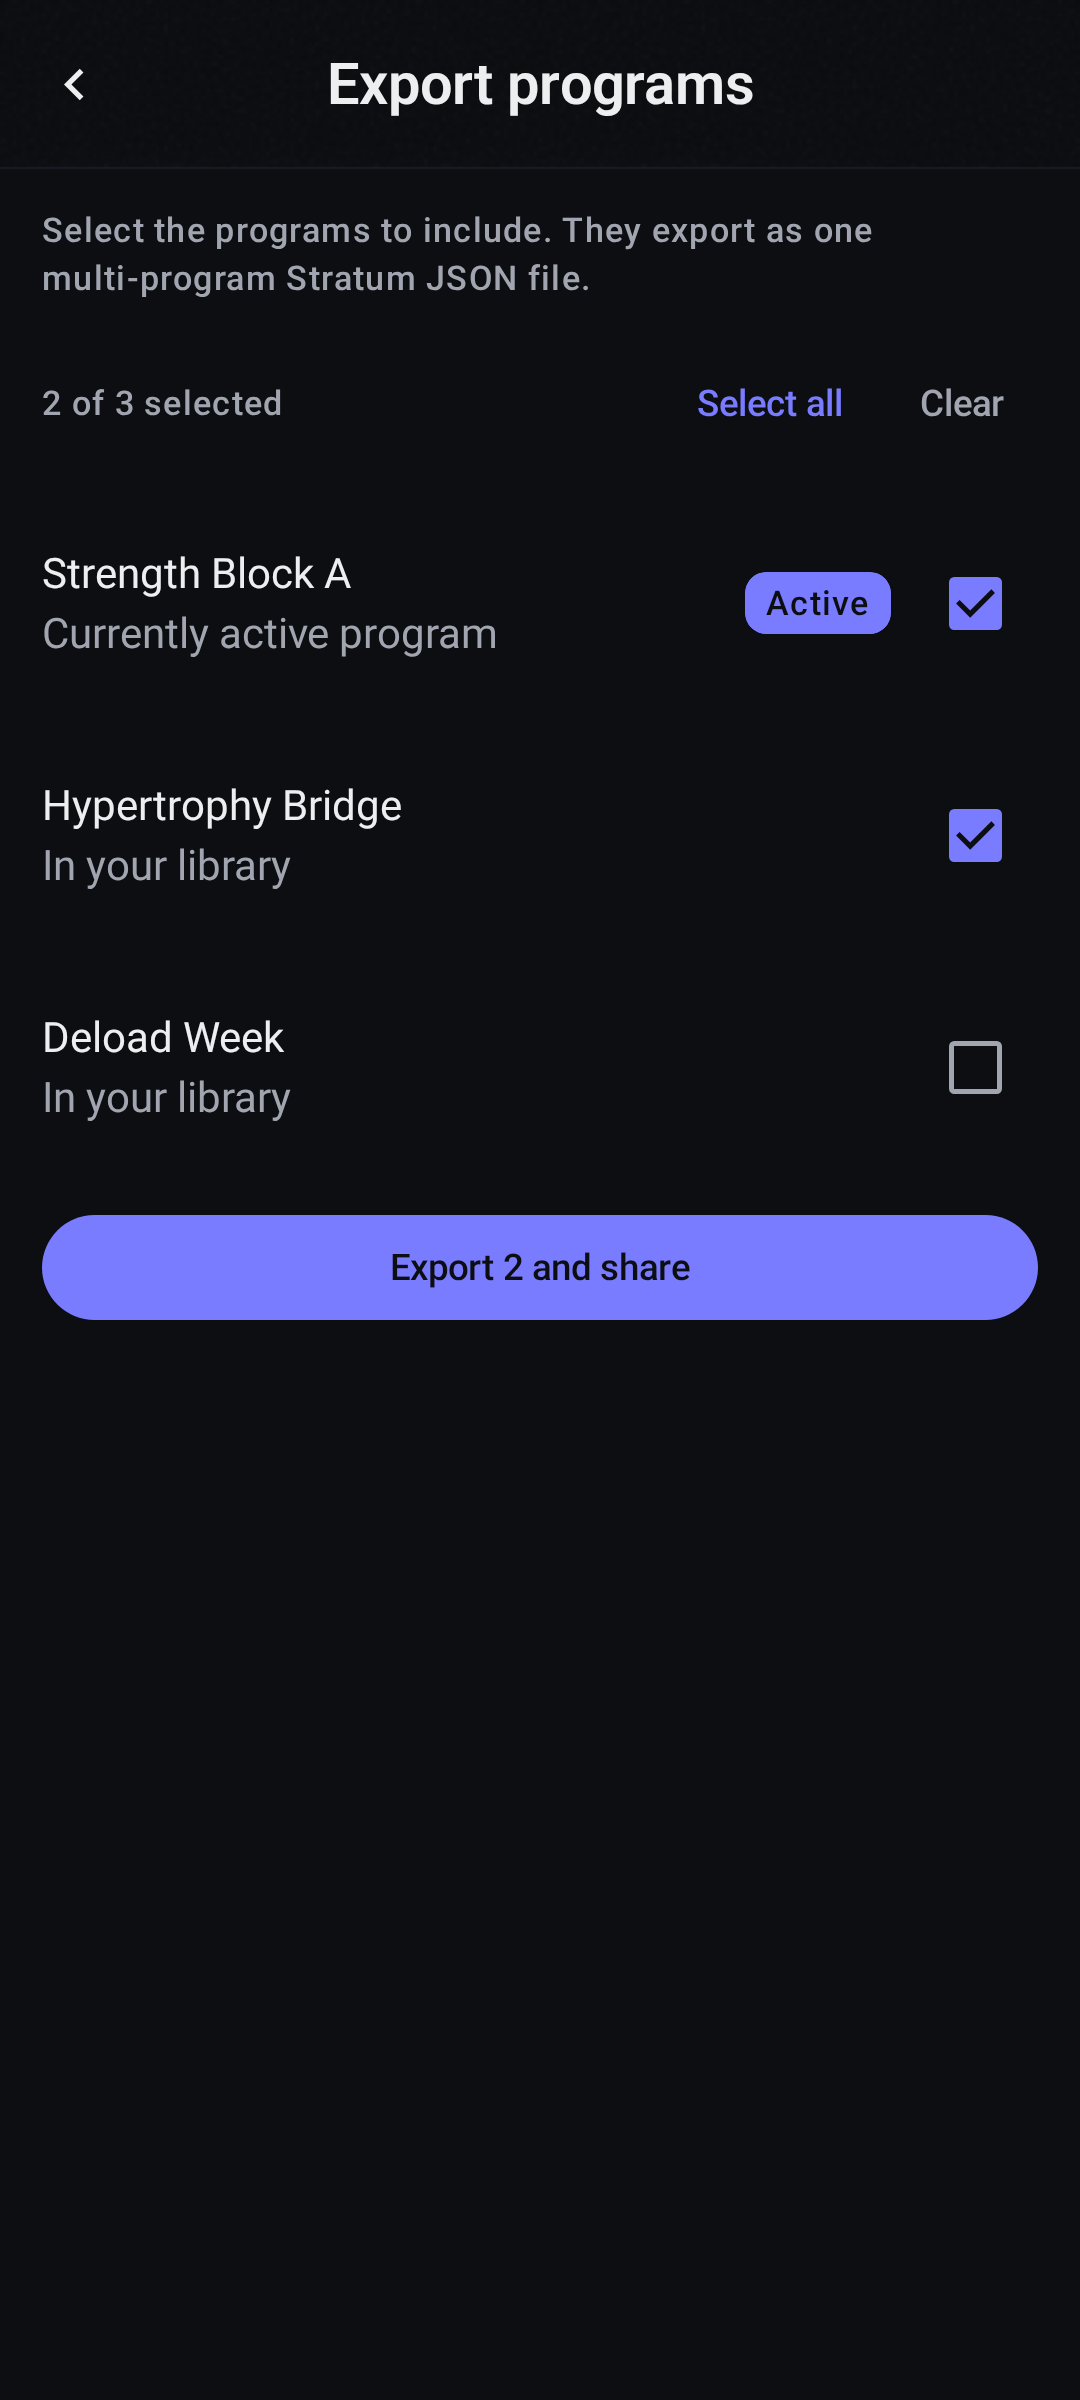 Export programs
Select the programs to include. They export as one
multi-program Stratum JSON file.
2 of 3 selected
Select all
Clear
Strength Block A
Currently active program
Active
Hypertrophy Bridge
In your library
Deload Week
In your library
Export 2 and share